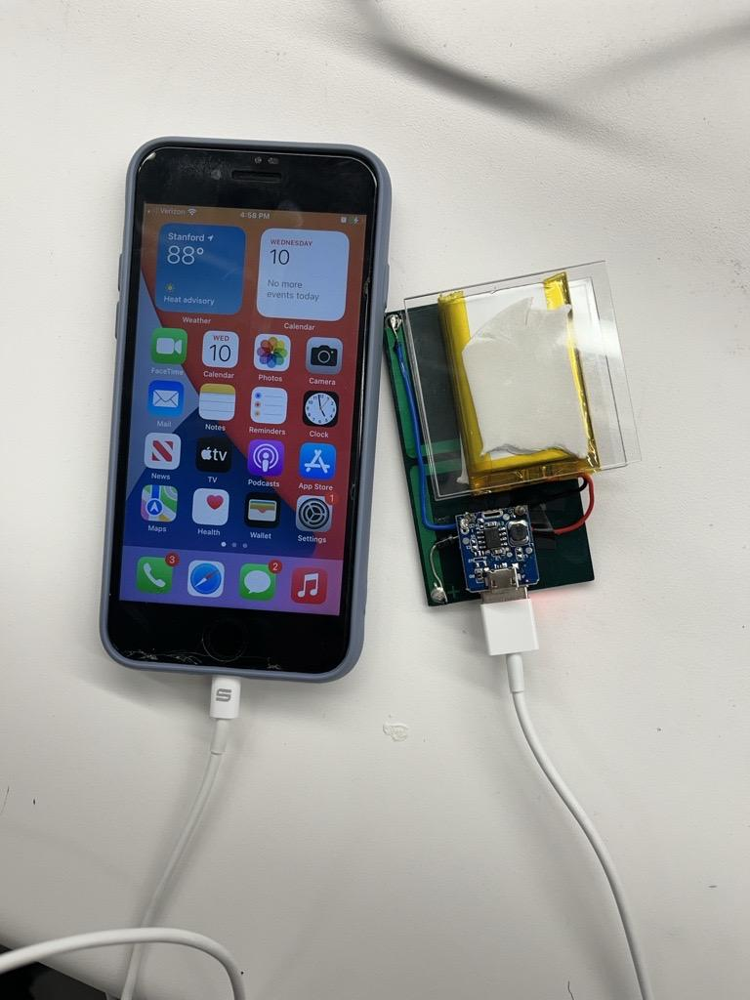 Verizon
4:58 PM
Stanford
88°
Heat advisory
Weather
WEDNESDAY
10
No more
events today
Calendar
FaceTime
WED
10
Calendar
Photos
Camera
Mail
Notes
Reminders
Clock
News
tv
TV
Podcasts
App Store
Maps
Health
Wallet
1
Settings
3
2
S
+